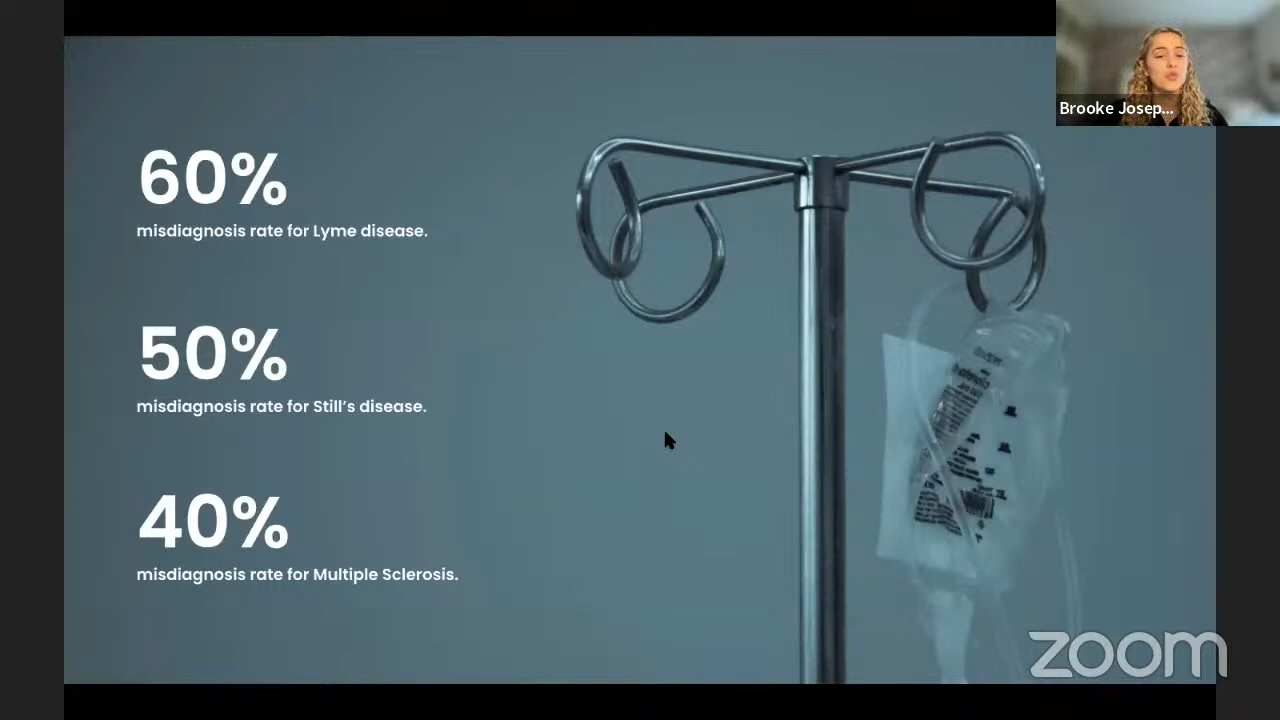 Brooke Josep...
60%
misdiagnosis rate for Lyme disease.
50%
misdiagnosis rate for Still’s disease.
40%
misdiagnosis rate for Multiple Sclerosis.
zoom